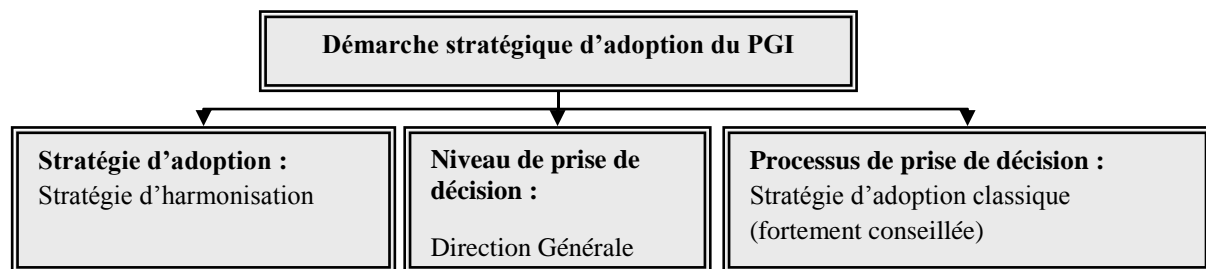 Démarche stratégique d’adoption du PGI
Stratégie d’adoption :
Stratégie d’harmonisation
Niveau de prise de
décision :
Direction Générale
Processus de prise de décision :
Stratégie d’adoption classique
(fortement conseillée)